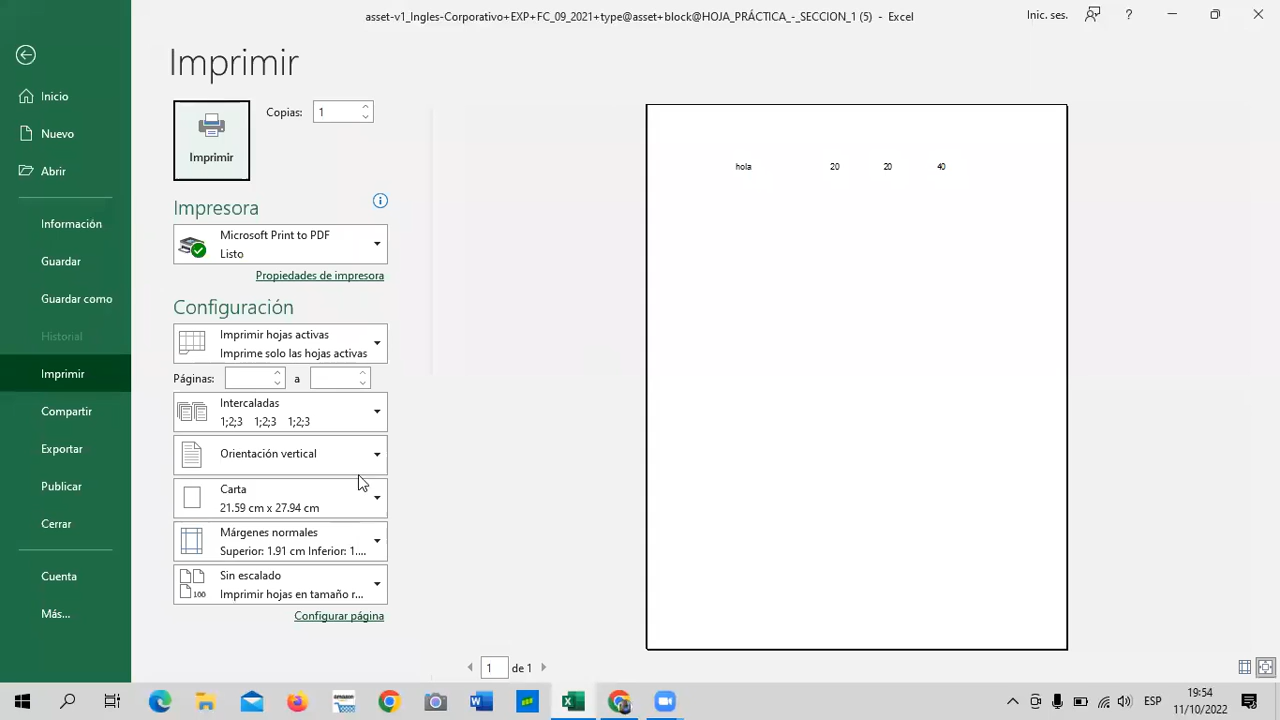 asset-v1_Ingles-Corporativo+EXP+FC_09_2021+type@asset+block@HOJA_PRÁCTICA_-_SECCION_1 (5)  -  Excel
Inic. ses.
?
Imprimir
Inicio
Nuevo
Abrir
Información
Guardar
Guardar como
Historial
Imprimir
Compartir
Exportar
Publicar
Cerrar
Cuenta
Más...
Imprimir
Copias: 1
Impresora
Microsoft Print to PDF
Listo
Propiedades de impresora
Configuración
Imprimir hojas activas
Imprime solo las hojas activas
Páginas: a
Intercaladas
1;2;3 1;2;3 1;2;3
Orientación vertical
Carta
21.59 cm x 27.94 cm
Márgenes normales
Superior: 1.91 cm Inferior: 1....
Sin escalado
100
Imprimir hojas en tamaño r...
Configurar página
hola 20 20 40
1 de 1
ESP
19:54
11/10/2022